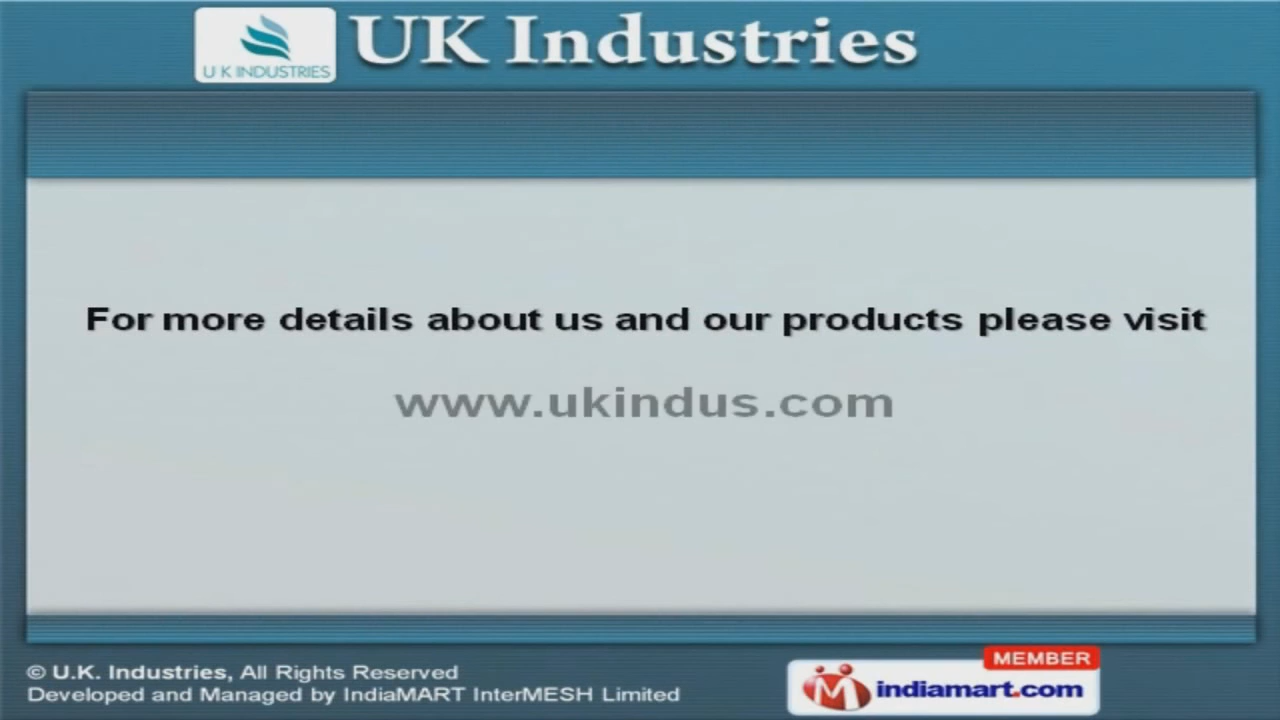 U K INDUSTRIES
UK Industries
For more details about us and our products please visit
www.ukindus.com
© U.K. Industries, All Rights Reserved
Developed and Managed by IndiaMART InterMESH Limited
MEMBER
indiamart.com